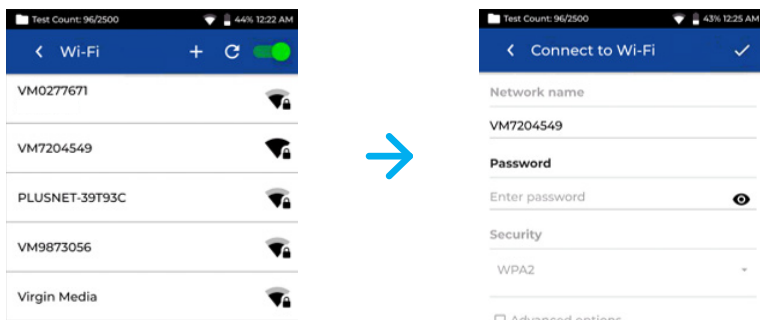 Test Count: 96/2500 44% 12:22 AM
Wi-Fi
VM0277671
VM7204549
PLUSNET-39T93C
VM9873056
Virgin Media
Test Count: 96/2500 43% 12:25 AM
Connect to Wi-Fi
Network name
VM7204549
Password
Enter password
Security
WPA2
Advanced options